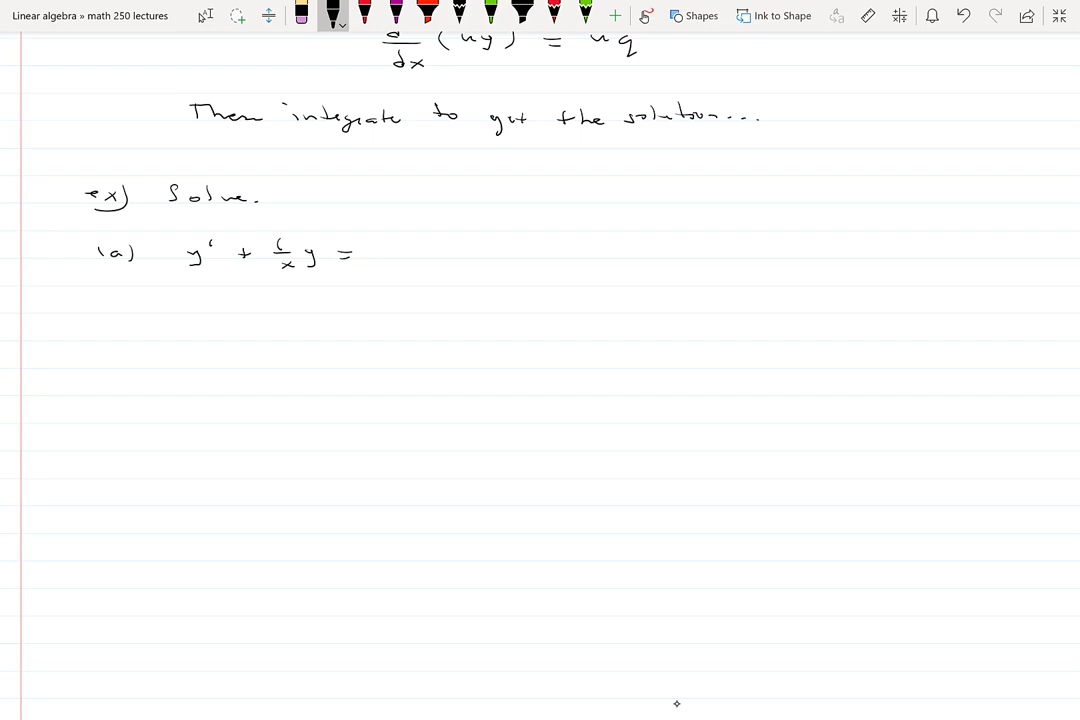 Linear algebra » math 250 lectures
Shapes
Ink to Shape
d/dx (uy) = uq
Then integrate to get the solution...
ex) Solve.
(a) y' + 1/x y =